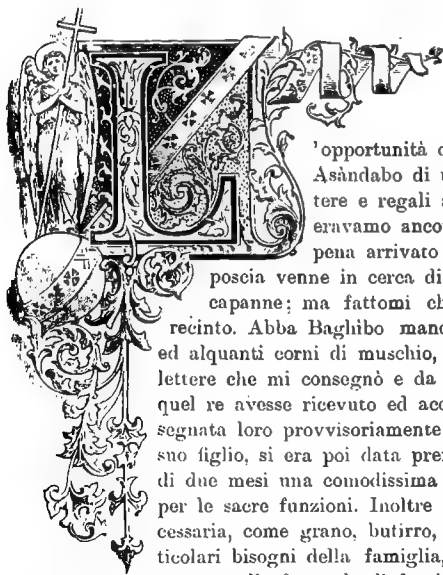 L'opportunità
Asàndabo di
tere e regali
eravamo anco
pena arrivato
poscia venne in cerca di
capanne; ma fattomi ch
recinto. Abba Baghibo
ed alquanti corni di muschio,
lettere che mi consegnò e da
quel re avesse ricevuto ed acc
segnata loro provvisoriamente
suo figlio, si era poi data
di due mesi una comodissima
per le sacre funzioni. Inoltre
cessaria, come grano, butirro,
ticolari bisogni della famiglia,